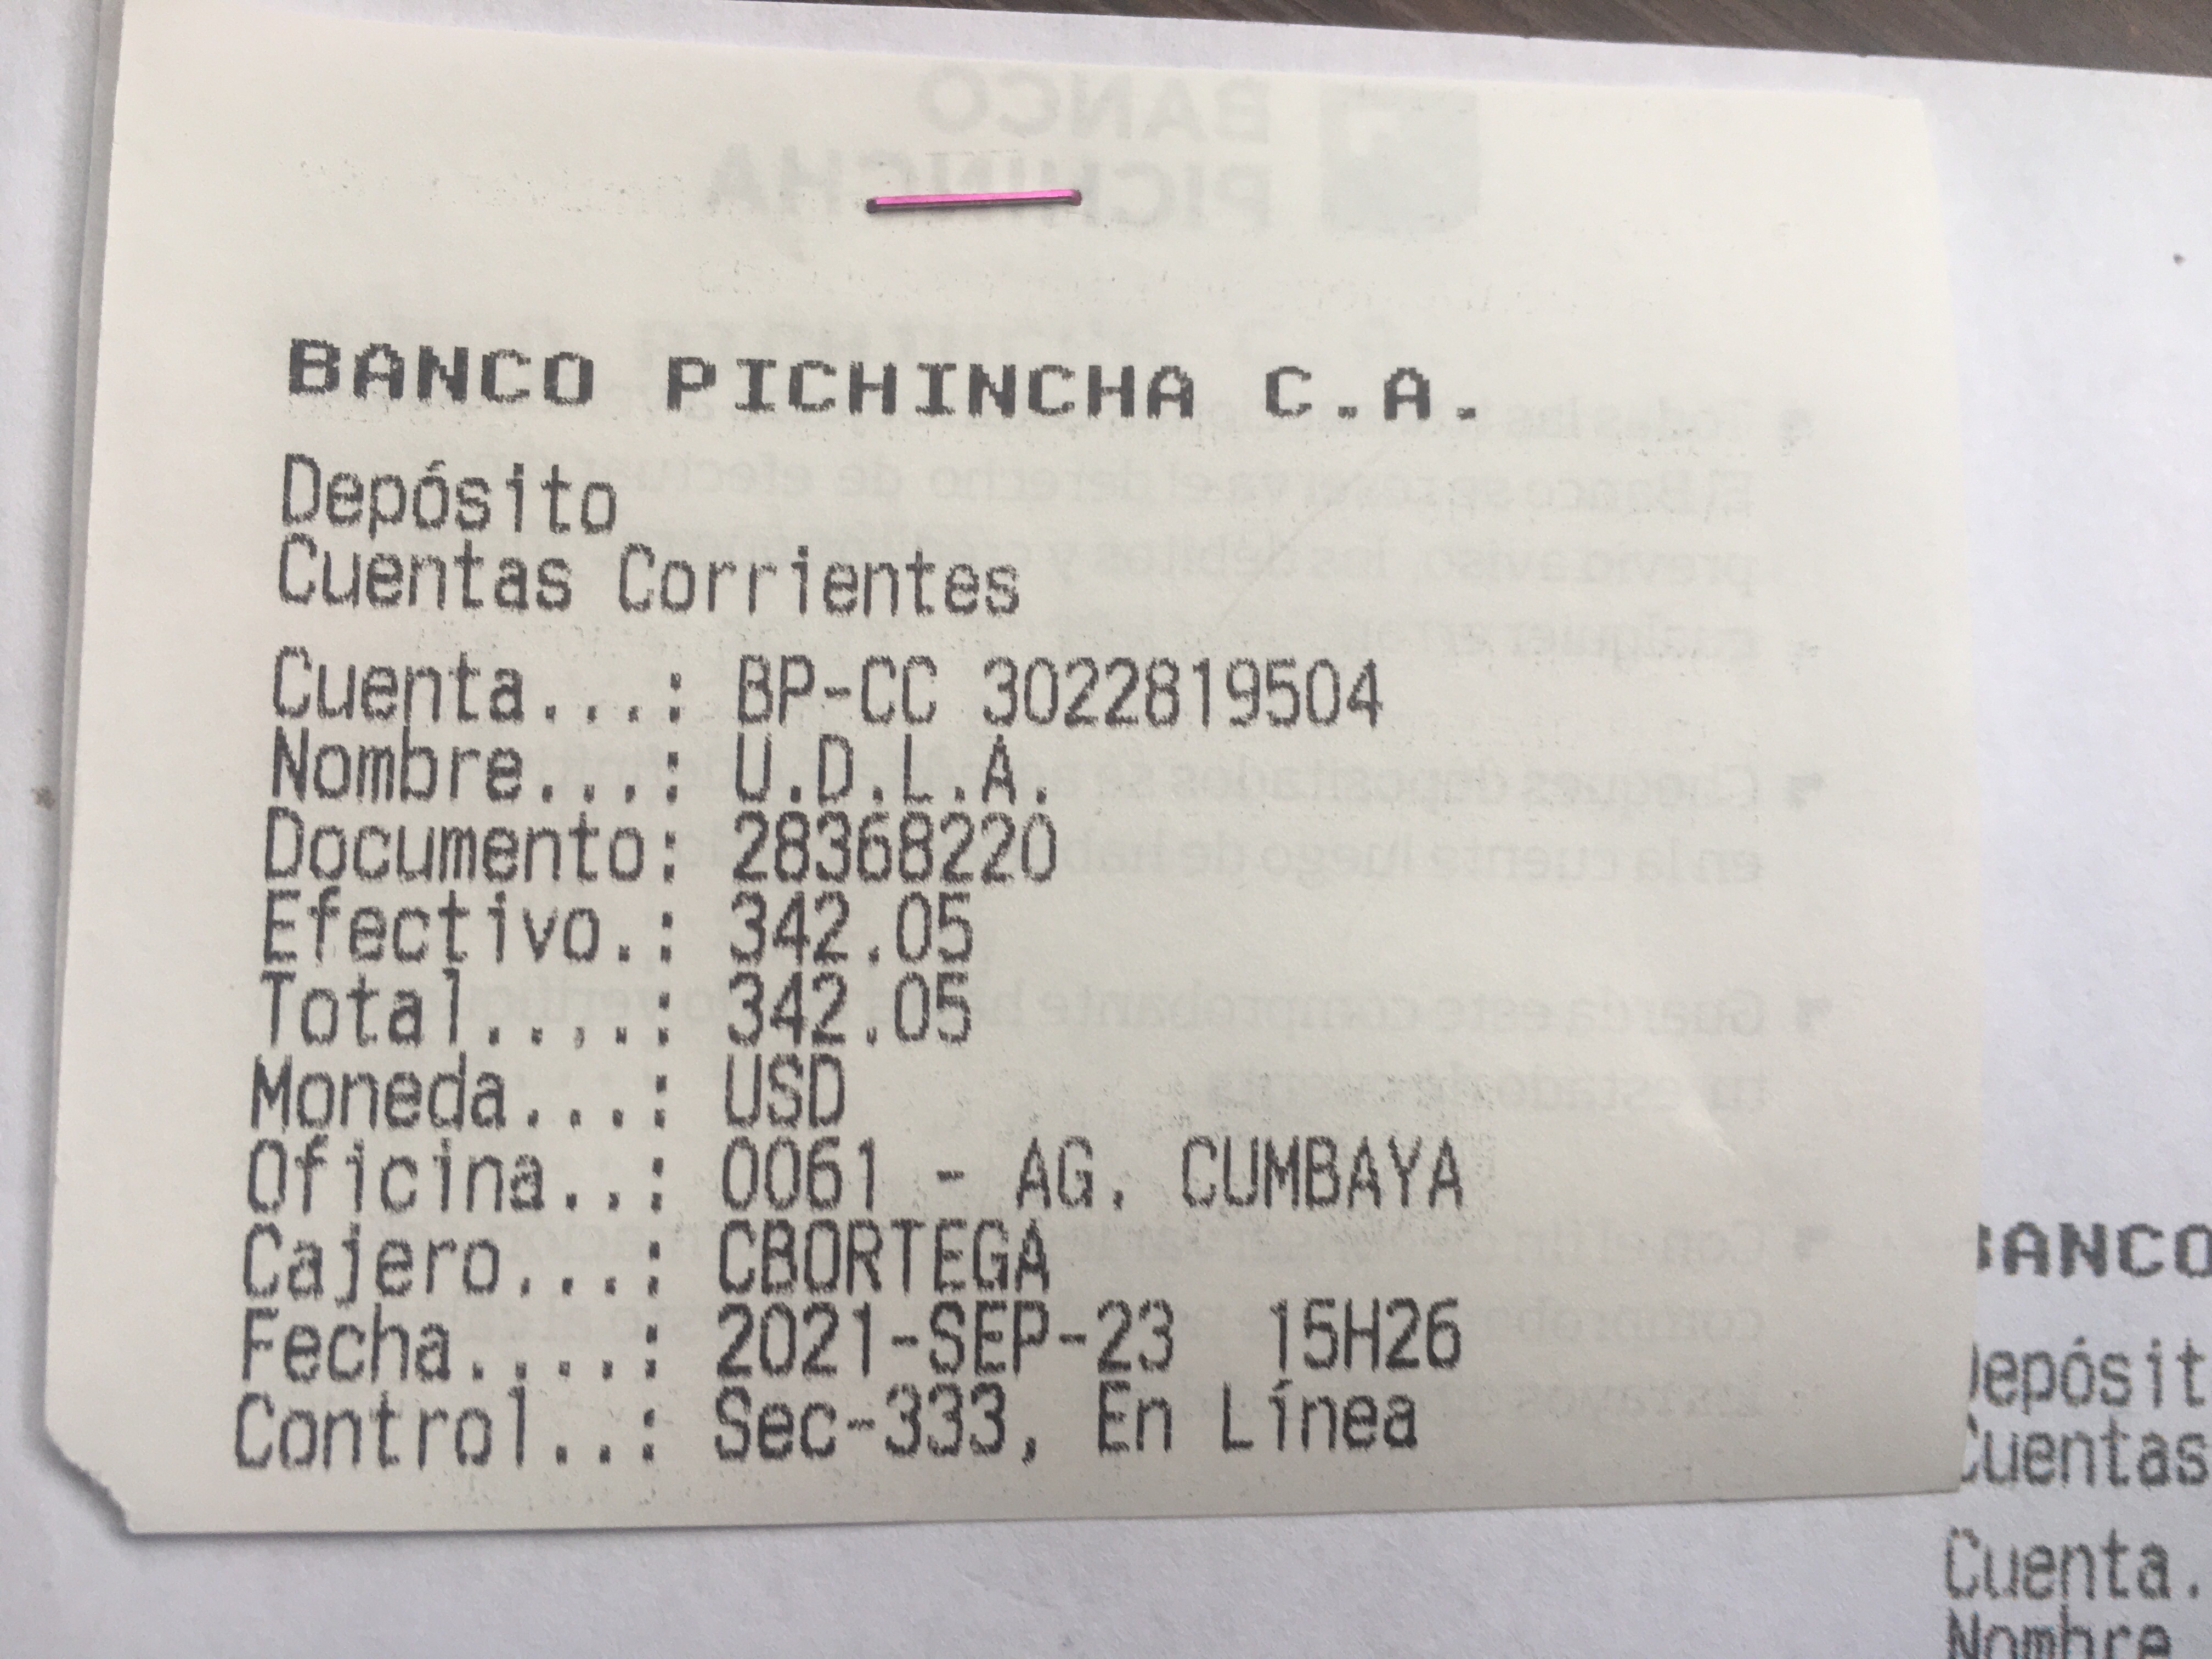 BANCO PICHINCHA C.A.
Depósito
Cuentas Corrientes
Cuenta...: BP-CC 3022819504
Nombre...: U.D.L.A.
Documento: 28368220
Efectivo.: 342.05
Total....: 342.05
Moneda...: USD
Oficina..: 0061 - AG. CUMBAYA
Cajero...: CBORTEGA
Fecha....: 2021-SEP-23 15H26
Control..: Sec-333, En Línea
BANCO
Depósit
Cuentas
Cuenta.
Nombre